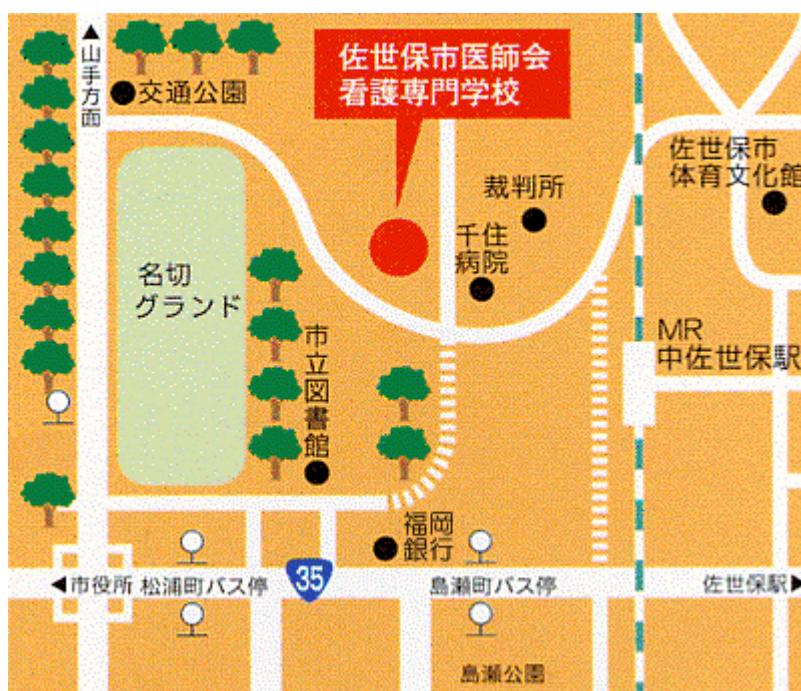 ▲山手方面
交通公園
佐世保市医師会
看護専門学校
裁判所
佐世保市
体育文化館
千住
病院
名切
グランド
市立図書館
MR
中佐世保駅
福岡
銀行
◀市役所
松浦町バス停
35
島瀬町バス停
佐世保駅▶
島瀬公園